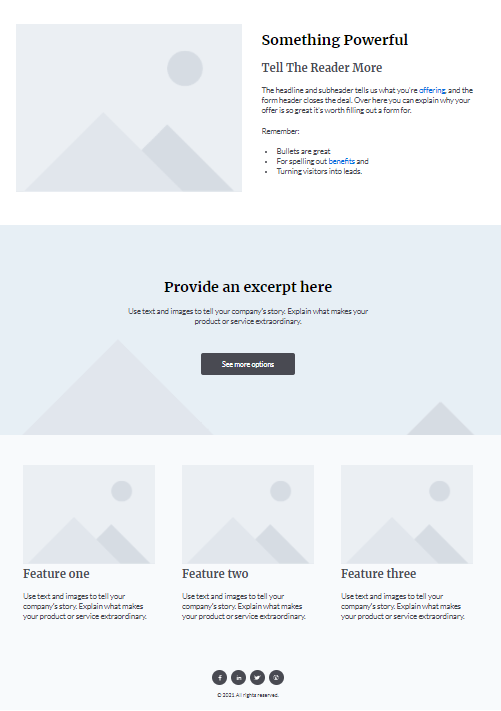 Something Powerful
Tell The Reader More
The headline and subheader tells us what you're offering, and the
form header closes the deal. Over here you can explain why your
offer is so great it's worth filling out a form for.
Remember:
• Bullets are great
• For spelling out benefits and
• Turning visitors into leads.
Provide an excerpt here
Use text and images to tell your company's story. Explain what makes your
product or service extraordinary.
See more options
Feature one
Use text and images to tell your
company's story. Explain what makes
your product or service extraordinary.
Feature two
Use text and images to tell your
company's story. Explain what makes
your product or service extraordinary.
Feature three
Use text and images to tell your
company's story. Explain what makes
your product or service extraordinary.
© 2021 All rights reserved.